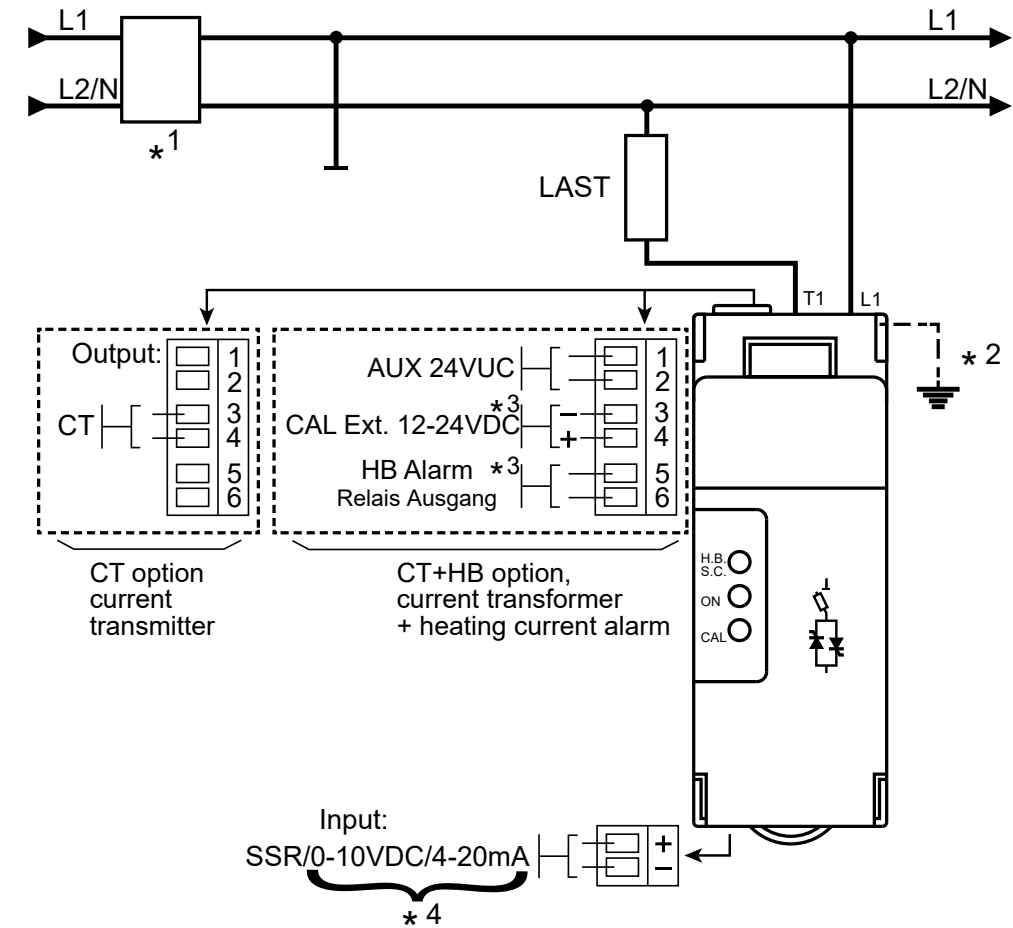 L1
L1
L2/N
L2/N
*1
LAST
T1
L1
*2
Output:
1
2
3
4
5
6
CT
AUX 24VUC
*3
CAL Ext. 12-24VDC
HB Alarm *3
Relais Ausgang
1
2
− 3
+ 4
5
6
CT option
current
transmitter
CT+HB option,
current transformer
+ heating current alarm
H.B.
S.C.
ON
CAL
Input:
SSR/0-10VDC/4-20mA
+
−
*4